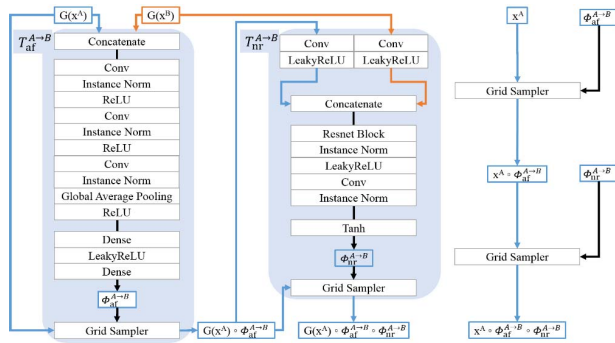 G(x^A)
G(x^B)
T_af^{A→B}
Concatenate
Conv
Instance Norm
ReLU
Conv
Instance Norm
ReLU
Conv
Instance Norm
Global Average Pooling
ReLU
Dense
LeakyReLU
Dense
Φ_af^{A→B}
Grid Sampler
G(x^A) ∘ Φ_af^{A→B}
T_nr^{A→B}
Conv
Conv
LeakyReLU
LeakyReLU
Concatenate
Resnet Block
Instance Norm
LeakyReLU
Conv
Instance Norm
Tanh
Φ_nr^{A→B}
Grid Sampler
G(x^A) ∘ Φ_af^{A→B} ∘ Φ_nr^{A→B}
x^A
Φ_af^{A→B}
Grid Sampler
x^A ∘ Φ_af^{A→B}
Φ_nr^{A→B}
Grid Sampler
x^A ∘ Φ_af^{A→B} ∘ Φ_nr^{A→B}